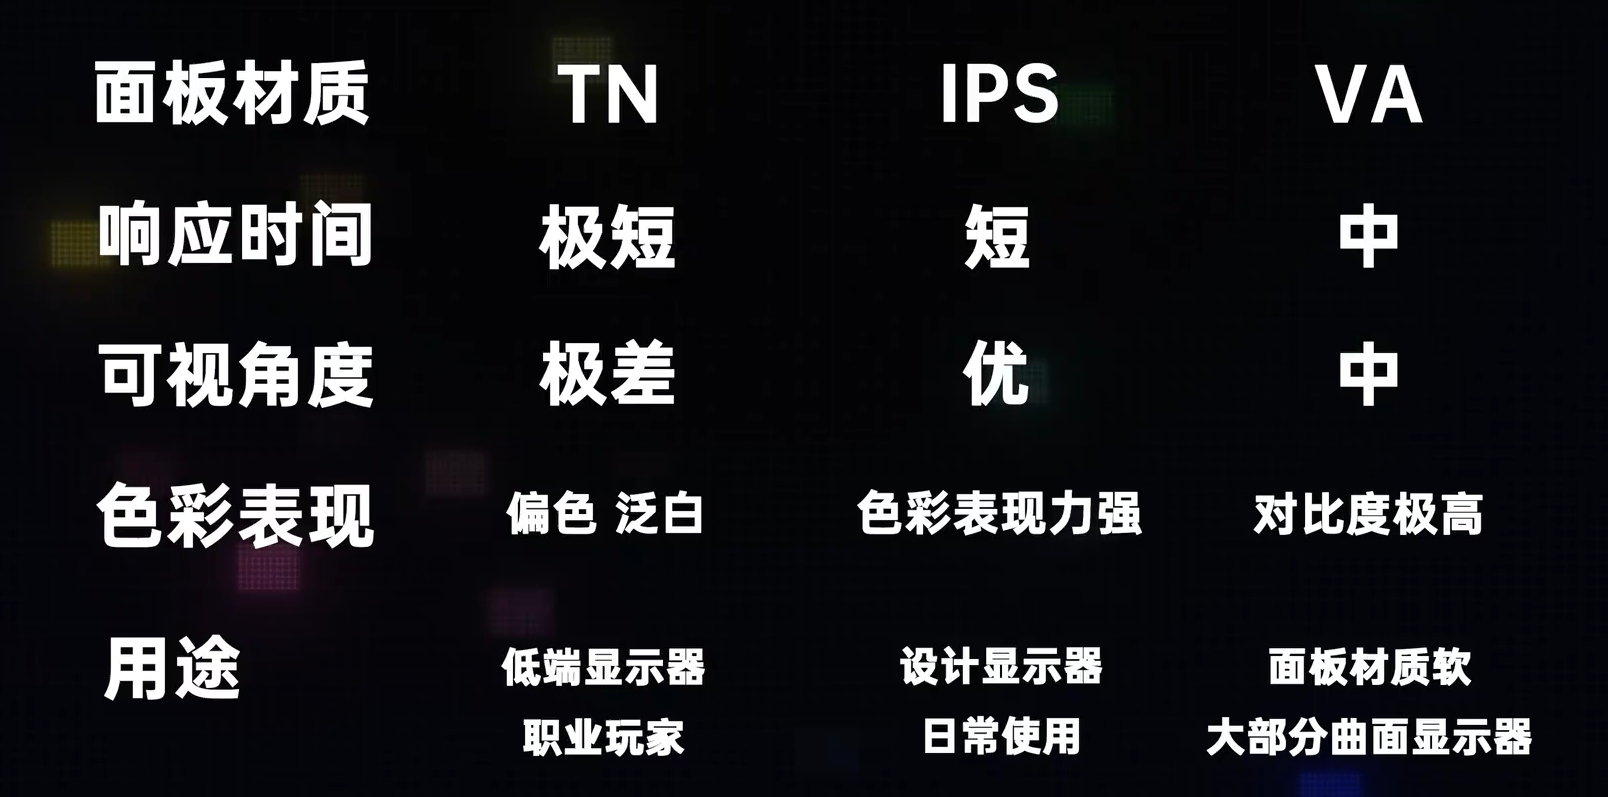 面板材质 TN IPS VA
响应时间 极短 短 中
可视角度 极差 优 中
色彩表现 偏色 泛白 色彩表现力强 对比度极高
用途 低端显示器 设计显示器 面板材质软
职业玩家 日常使用 大部分曲面显示器